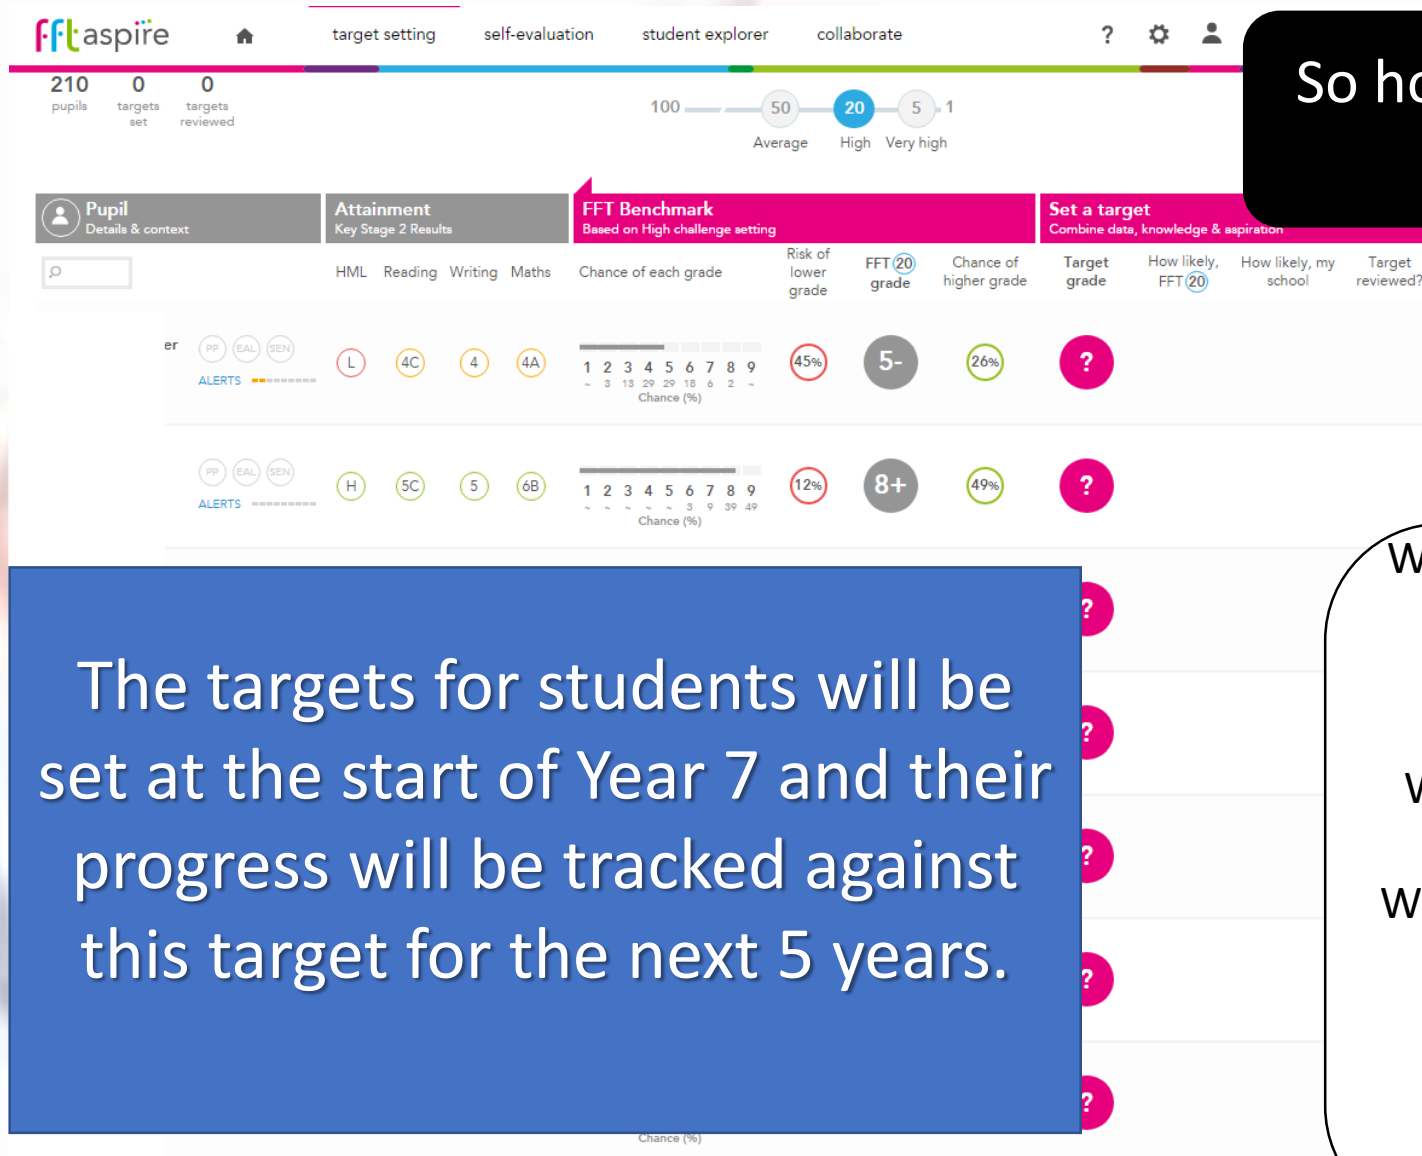 fft aspire
target setting self-evaluation student explorer collaborate ?
So
210 0 0
pupils targets set targets reviewed
100 50 20 5 1
Average High Very high
Pupil
Details & context
Attainment
Key Stage 2 Results
FFT Benchmark
Based on High challenge setting
Set a target
Combine data, knowledge & aspiration
HML Reading Writing Maths Chance of each grade Risk of lower grade FFT 20 grade Chance of higher grade Target grade How likely, FFT 20 How likely, my school Target reviewed?
er PP EAL SEN
ALERTS
L 4C 4 4A
1 2 3 4 5 6 7 8 9
~ 3 13 29 29 18 6 2 ~
Chance (%)
45% 5- 26% ?
PP EAL SEN
ALERTS
H 5C 5 6B
1 2 3 4 5 6 7 8 9
~ ~ ~ ~ ~ 3 9 39 49
Chance (%)
12% 8+ 49% ?
The targets for students will be
set at the start of Year 7 and their
progress will be tracked against
this target for the next 5 years.
?
?
?
?
?
Chance (%)